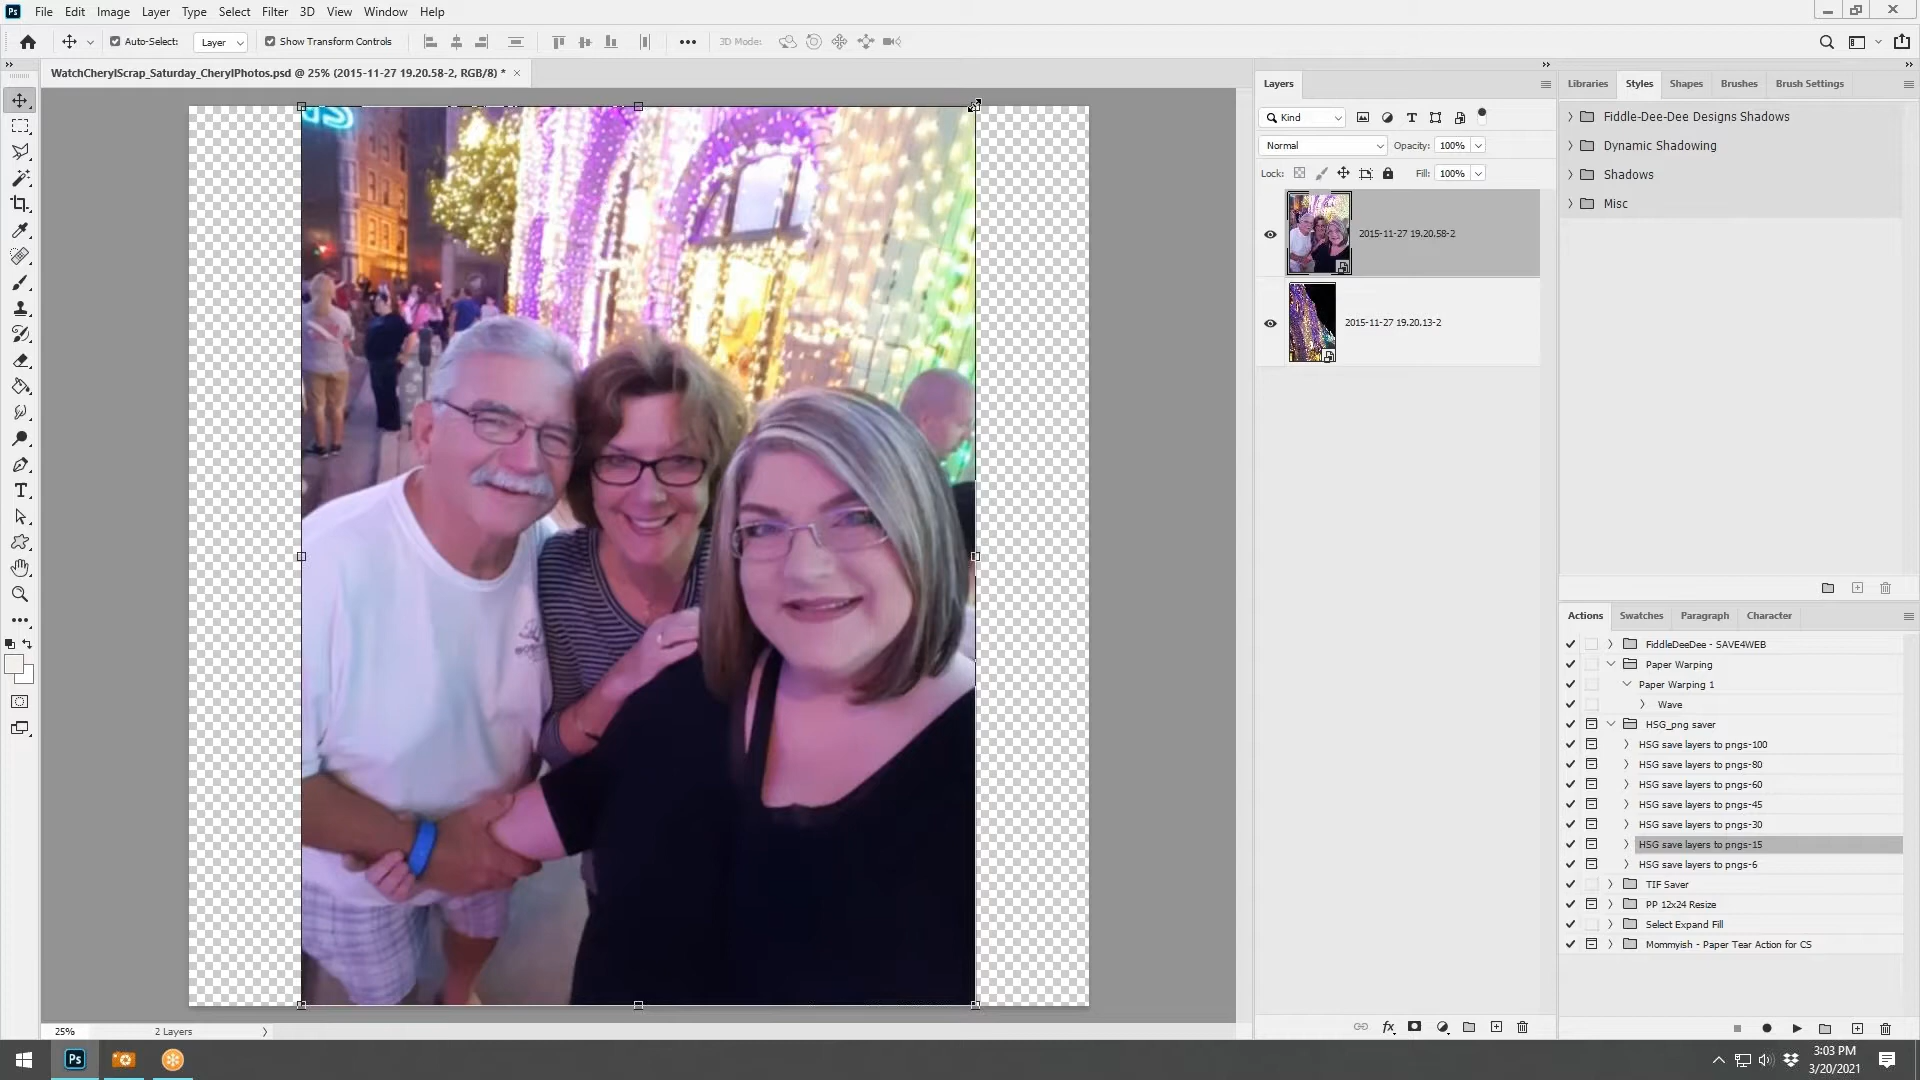 Ps File Edit Image Layer Type Select Filter 3D View Window Help
Auto-Select: Layer Show Transform Controls 3D Mode:
WatchCherylScrap_Saturday_CherylPhotos.psd @ 25% (2015-11-27 19.20.58-2, RGB/8) * ×
Layers
Kind
Normal Opacity: 100%
Lock: Fill: 100%
2015-11-27 19.20.58-2
2015-11-27 19.20.13-2
fx
Libraries Styles Shapes Brushes Brush Settings
Fiddle-Dee-Dee Designs Shadows
Dynamic Shadowing
Shadows
Misc
Actions Swatches Paragraph Character
FiddleDeeDee - SAVE4WEB
Paper Warping
Paper Warping 1
Wave
HSG_png saver
HSG save layers to pngs-100
HSG save layers to pngs-80
HSG save layers to pngs-60
HSG save layers to pngs-45
HSG save layers to pngs-30
HSG save layers to pngs-15
HSG save layers to pngs-6
TIF Saver
PP 12x24 Resize
Select Expand Fill
Mommyish - Paper Tear Action for CS
25% 2 Layers
Ps
3:03 PM
3/20/2021